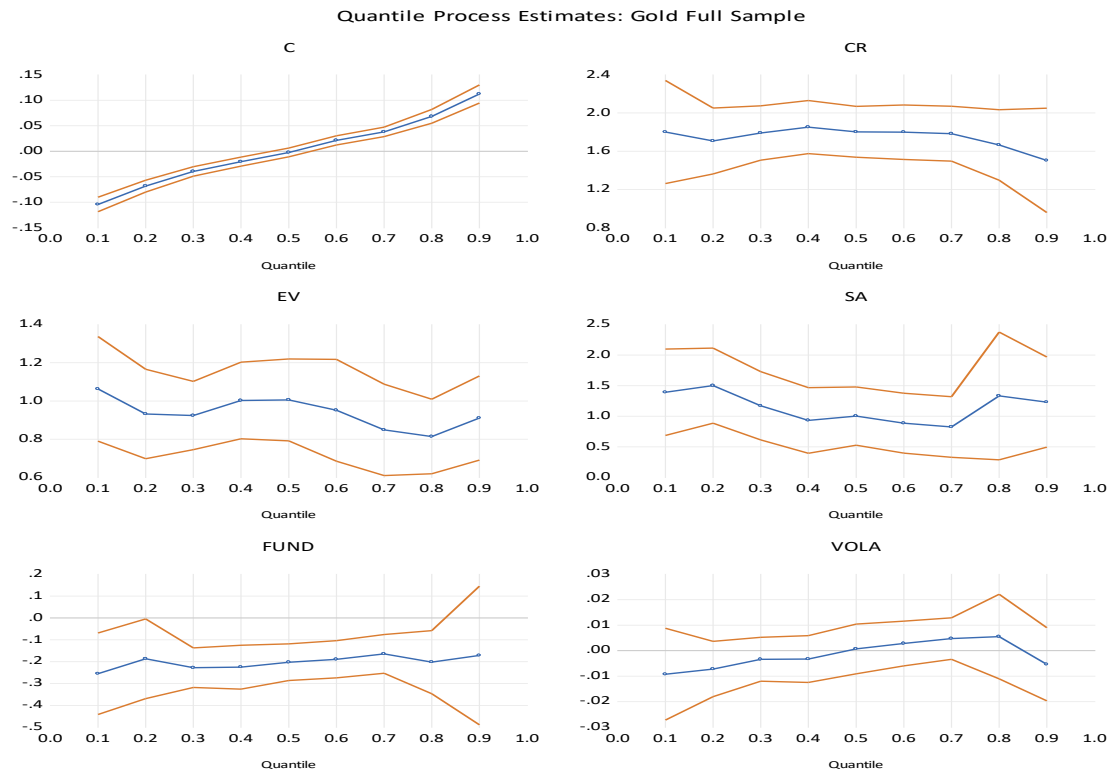 Quantile Process Estimates: Gold Full Sample
C
.15
.10
.05
.00
-.05
-.10
-.15
0.0 0.1 0.2 0.3 0.4 0.5 0.6 0.7 0.8 0.9 1.0
Quantile
CR
2.4
2.0
1.6
1.2
0.8
0.0 0.1 0.2 0.3 0.4 0.5 0.6 0.7 0.8 0.9 1.0
Quantile
EV
1.4
1.2
1.0
0.8
0.6
0.0 0.1 0.2 0.3 0.4 0.5 0.6 0.7 0.8 0.9 1.0
Quantile
SA
2.5
2.0
1.5
1.0
0.5
0.0
0.0 0.1 0.2 0.3 0.4 0.5 0.6 0.7 0.8 0.9 1.0
Quantile
FUND
.2
.1
.0
-.1
-.2
-.3
-.4
-.5
0.0 0.1 0.2 0.3 0.4 0.5 0.6 0.7 0.8 0.9 1.0
Quantile
VOLA
.03
.02
.01
.00
-.01
-.02
-.03
0.0 0.1 0.2 0.3 0.4 0.5 0.6 0.7 0.8 0.9 1.0
Quantile